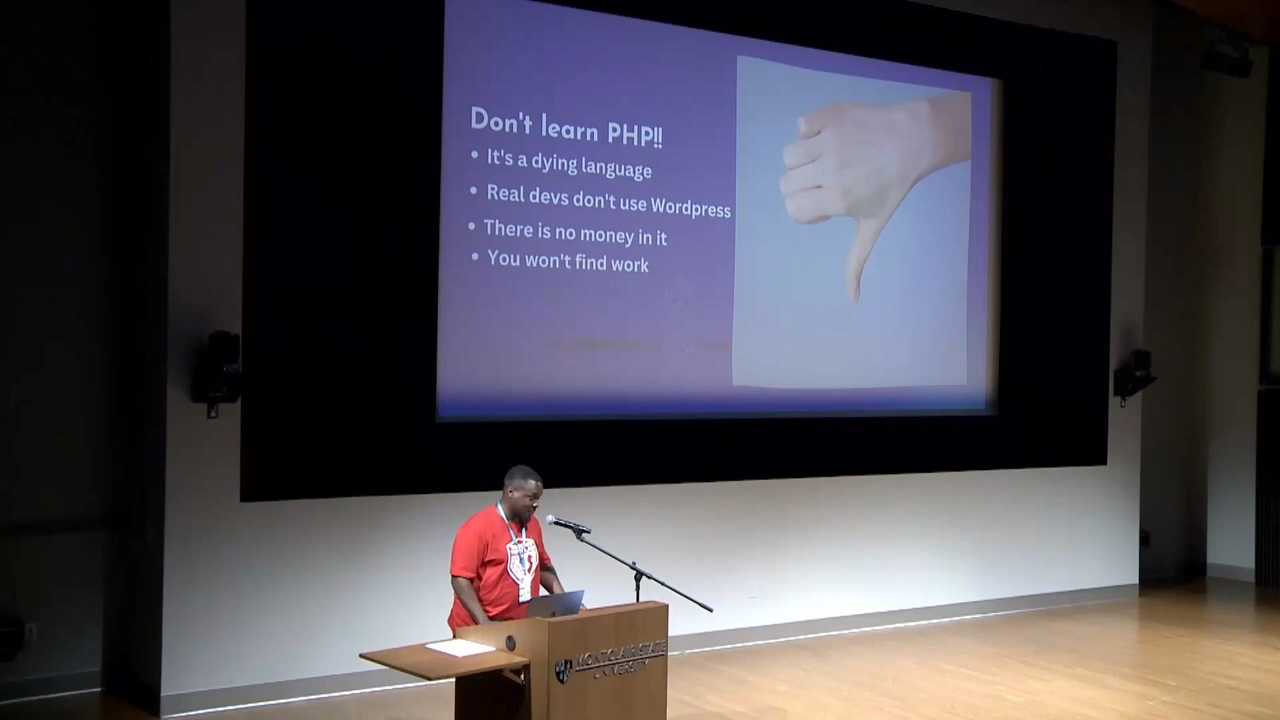 Don't learn PHP!!
• It's a dying language
• Real devs don't use Wordpress
• There is no money in it
• You won't find work
MONTCLAIR STATE
UNIVERSITY